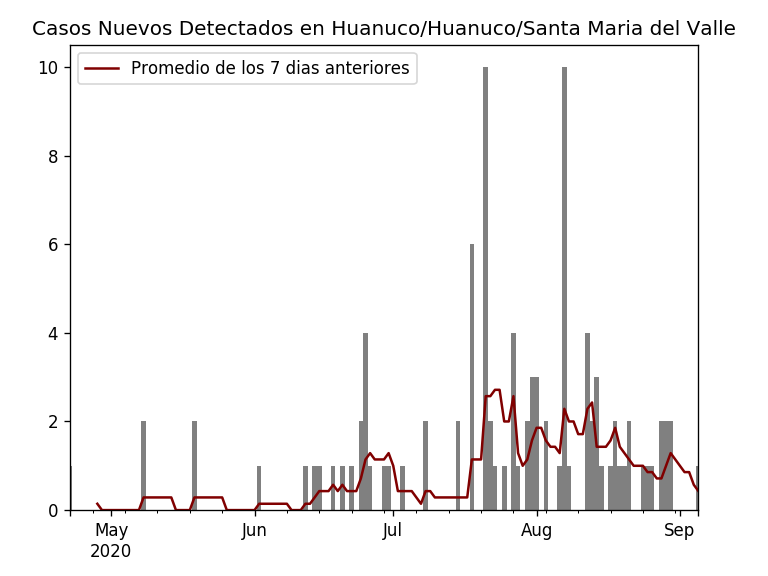 Casos Nuevos Detectados en Huanuco/Huanuco/Santa Maria del Valle
Promedio de los 7 dias anteriores
10
8
6
4
2
0
May Jun Jul Aug Sep
2020